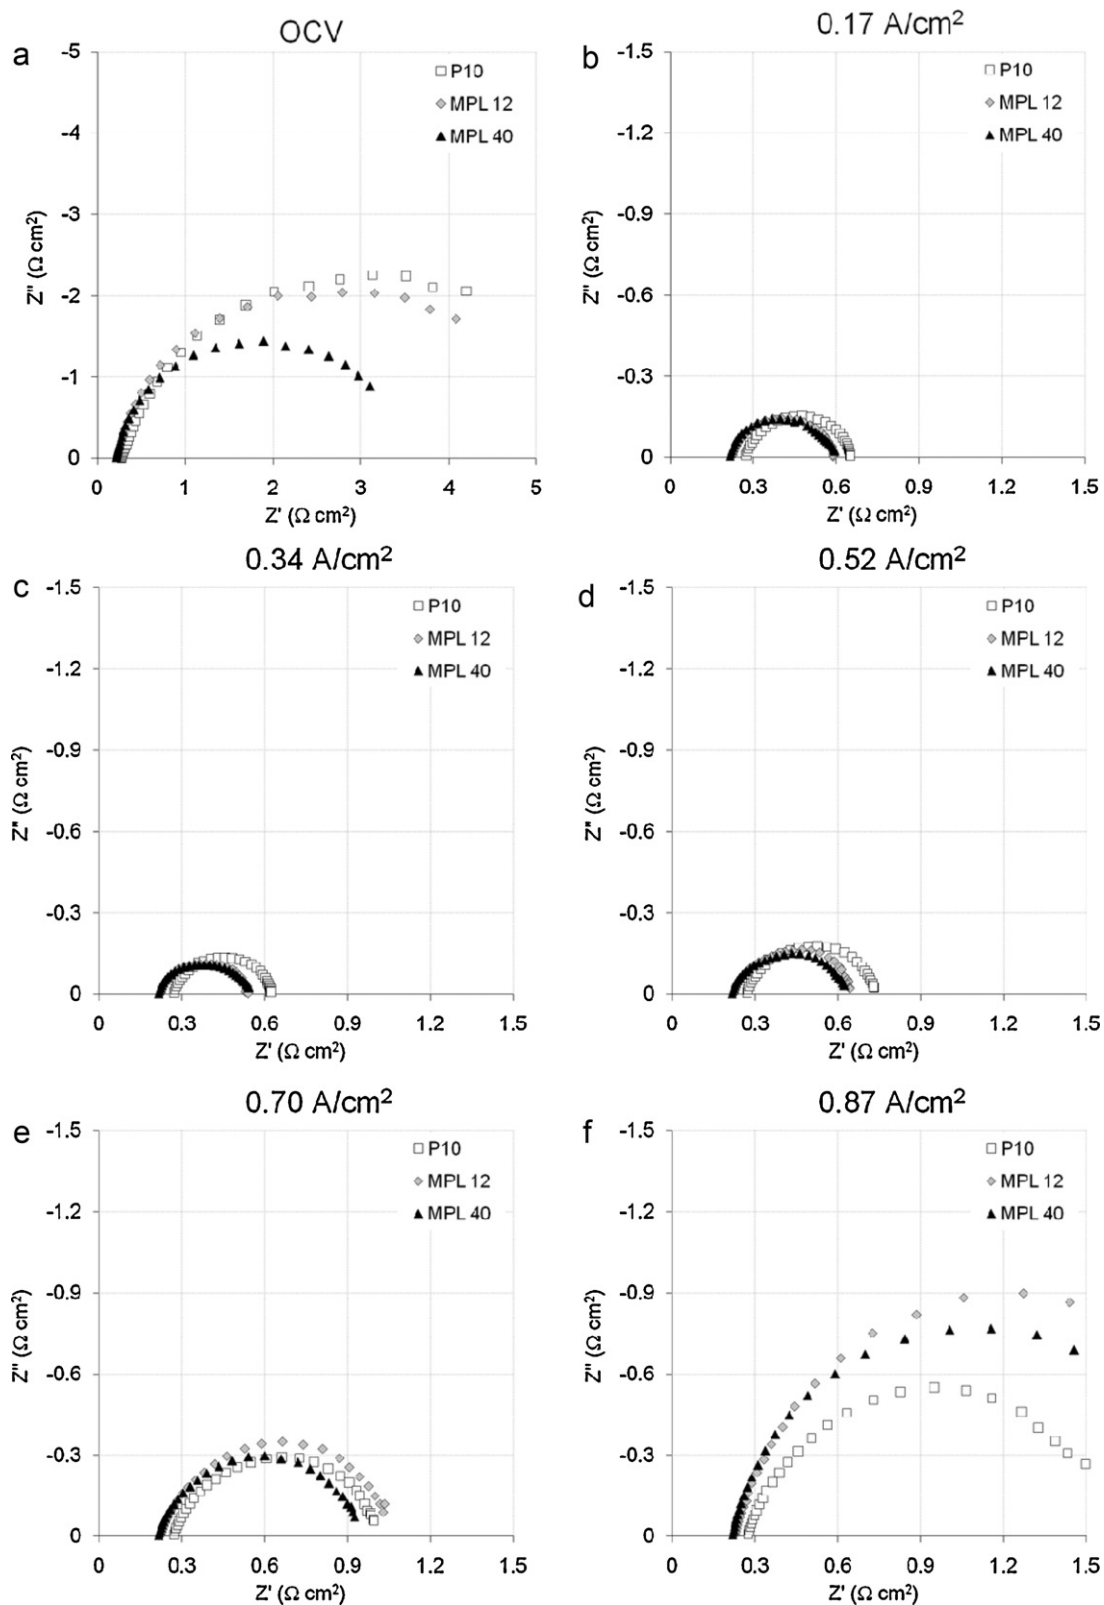 OCV
a
-5
-4
-3
-2
-1
0
0 1 2 3 4 5
Z'' (Ω cm²)
Z' (Ω cm²)
P10
MPL 12
MPL 40
0.17 A/cm²
b
-1.5
-1.2
-0.9
-0.6
-0.3
0
0 0.3 0.6 0.9 1.2 1.5
Z'' (Ω cm²)
Z' (Ω cm²)
P10
MPL 12
MPL 40
0.34 A/cm²
c
-1.5
-1.2
-0.9
-0.6
-0.3
0
0 0.3 0.6 0.9 1.2 1.5
Z'' (Ω cm²)
Z' (Ω cm²)
P10
MPL 12
MPL 40
0.52 A/cm²
d
-1.5
-1.2
-0.9
-0.6
-0.3
0
0 0.3 0.6 0.9 1.2 1.5
Z'' (Ω cm²)
Z' (Ω cm²)
P10
MPL 12
MPL 40
0.70 A/cm²
e
-1.5
-1.2
-0.9
-0.6
-0.3
0
0 0.3 0.6 0.9 1.2 1.5
Z'' (Ω cm²)
Z' (Ω cm²)
P10
MPL 12
MPL 40
0.87 A/cm²
f
-1.5
-1.2
-0.9
-0.6
-0.3
0
0 0.3 0.6 0.9 1.2 1.5
Z'' (Ω cm²)
Z' (Ω cm²)
P10
MPL 12
MPL 40